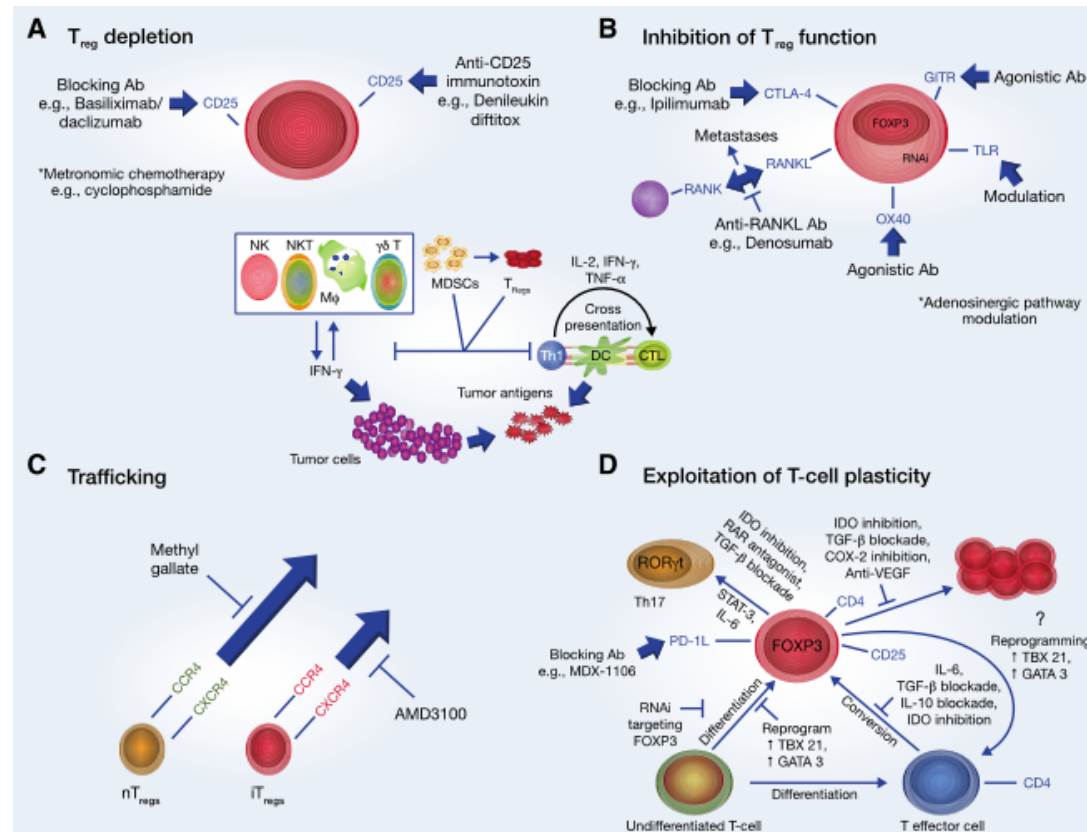 A
T reg depletion
Blocking Ab
e.g., Basiliximab/
daclizumab
CD25
CD25
Anti-CD25
immunotoxin
e.g., Denileukin
diftitox
*Metronomic chemotherapy
e.g., cyclophosphamide
B
Inhibition of T reg function
Blocking Ab
e.g., Ipilimumab
CTLA-4
GITR
Agonistic Ab
FOXP3
RNAi
Metastases
RANKL
RANK
TLR
Modulation
Anti-RANKL Ab
e.g., Denosumab
OX40
Agonistic Ab
*Adenosinergic pathway
modulation
NK
NKT
γδ T
Mϕ
MDSCs
T Regs
IL-2, IFN-γ,
TNF-α
Cross
presentation
Th1
DC
CTL
IFN-γ
Tumor antigens
Tumor cells
C
Trafficking
Methyl
gallate
CCR4
CXCR4
CCR4
CXCR4
AMD3100
nT regs
iT regs
D
Exploitation of T-cell plasticity
RORγt
Th17
IDO inhibition,
RAR antagonist,
TGF-β blockade
STAT-3,
IL-6
IDO inhibition,
TGF-β blockade,
COX-2 inhibition,
Anti-VEGF
CD4
?
Blocking Ab
e.g., MDX-1106
PD-1L
FOXP3
CD25
Reprogramming
↑ TBX 21,
↑ GATA 3
IL-6,
TGF-β blockade,
IL-10 blockade,
IDO inhibition
RNAi
targeting
FOXP3
Differentiation
Conversion
Reprogram
↑ TBX 21,
↑ GATA 3
Differentiation
CD4
Undifferentiated T-cell
T effector cell